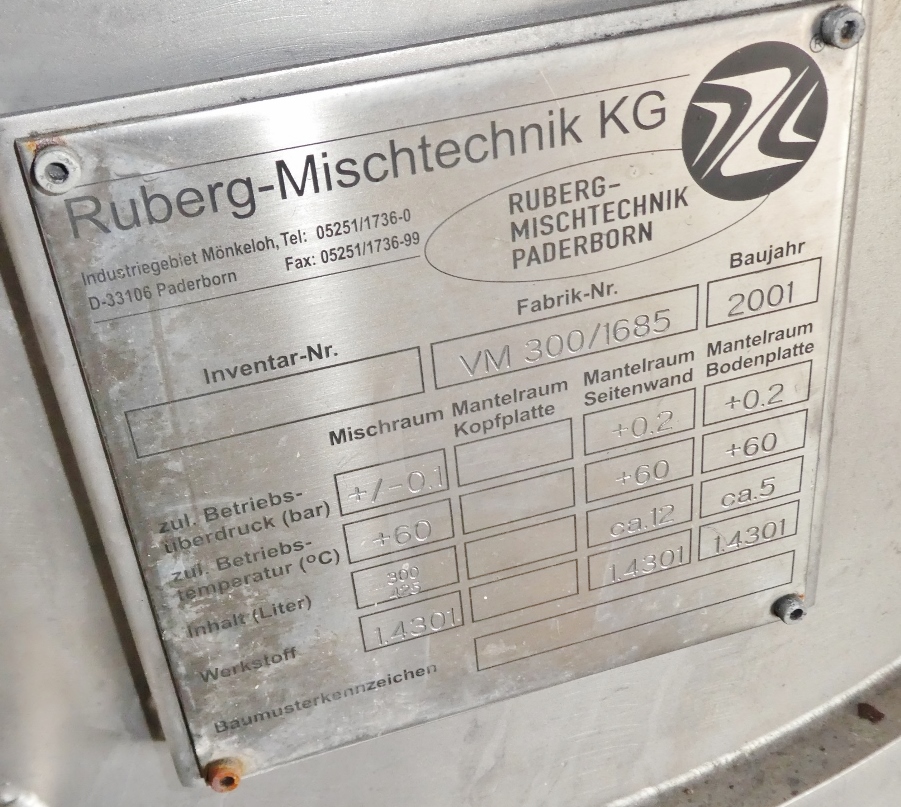 Ruberg-Mischtechnik KG
®
Industriegebiet Mönkeloh, Tel: 05251/1736-0
D-33106 Paderborn Fax: 05251/1736-99
RUBERG-
MISCHTECHNIK
PADERBORN
Inventar-Nr. Fabrik-Nr. Baujahr
VM 300/1685 2001
Mischraum Mantelraum Kopfplatte Mantelraum Seitenwand Mantelraum Bodenplatte
zul. Betriebs-
überdruck (bar) +/-0.1 +0.2 +0.2
zul. Betriebs-
temperatur (ºC) +60 +60 +60
Inhalt (Liter) 300 425 ca.12 ca.5
Werkstoff 1.4301 1.4301 1.4301
Baumusterkennzeichen